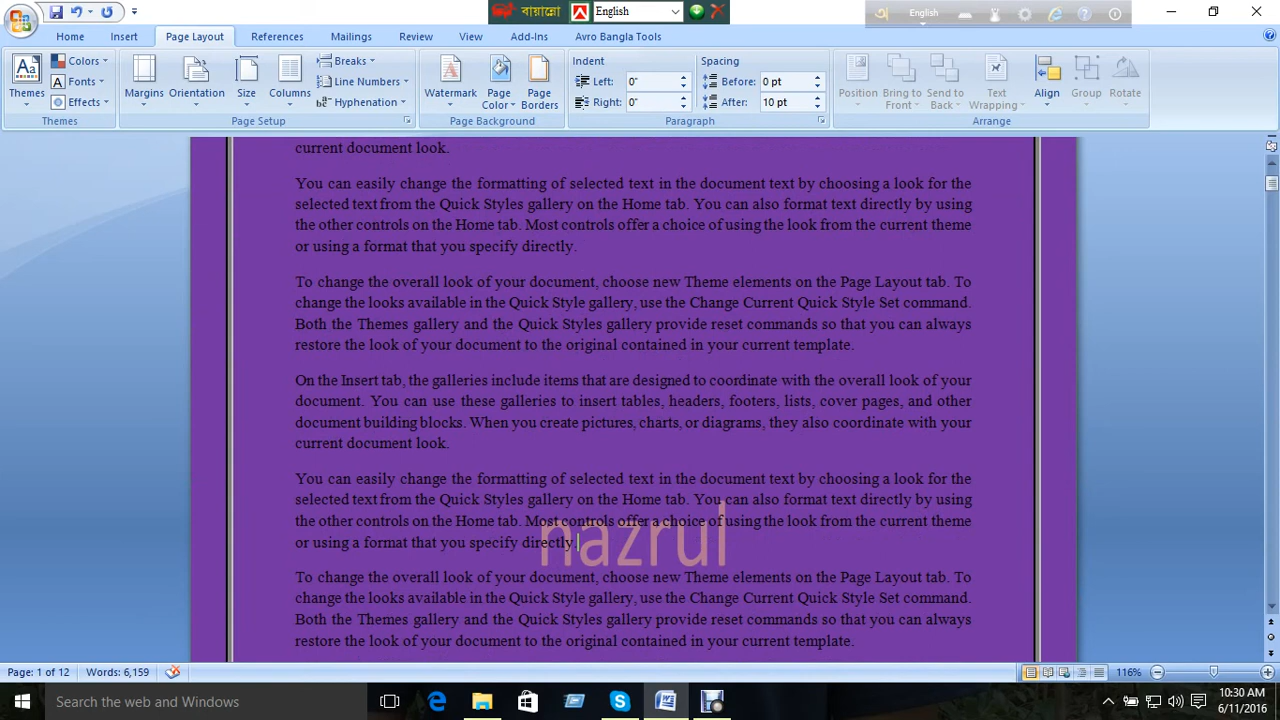 বায়ান্নো
English
English
Home Insert Page Layout References Mailings Review View Add-Ins Avro Bangla Tools
Themes
Colors
Fonts
Effects
Themes
Margins
Orientation
Size
Columns
Breaks
Line Numbers
Hyphenation
Page Setup
Watermark
Page Color
Page Borders
Page Background
Indent
Left: 0"
Right: 0"
Spacing
Before: 0 pt
After: 10 pt
Paragraph
Position
Bring to Front
Send to Back
Text Wrapping
Align
Group
Rotate
Arrange
current document look.
You can easily change the formatting of selected text in the document text by choosing a look for the
selected text from the Quick Styles gallery on the Home tab. You can also format text directly by using
the other controls on the Home tab. Most controls offer a choice of using the look from the current theme
or using a format that you specify directly.
To change the overall look of your document, choose new Theme elements on the Page Layout tab. To
change the looks available in the Quick Style gallery, use the Change Current Quick Style Set command.
Both the Themes gallery and the Quick Styles gallery provide reset commands so that you can always
restore the look of your document to the original contained in your current template.
On the Insert tab, the galleries include items that are designed to coordinate with the overall look of your
document. You can use these galleries to insert tables, headers, footers, lists, cover pages, and other
document building blocks. When you create pictures, charts, or diagrams, they also coordinate with your
current document look.
You can easily change the formatting of selected text in the document text by choosing a look for the
selected text from the Quick Styles gallery on the Home tab. You can also format text directly by using
the other controls on the Home tab. Most controls offer a choice of using the look from the current theme
or using a format that you specify directly.
nazrul
To change the overall look of your document, choose new Theme elements on the Page Layout tab. To
change the looks available in the Quick Style gallery, use the Change Current Quick Style Set command.
Both the Themes gallery and the Quick Styles gallery provide reset commands so that you can always
restore the look of your document to the original contained in your current template.
Page: 1 of 12 Words: 6,159
116%
Search the web and Windows
10:30 AM
6/11/2016